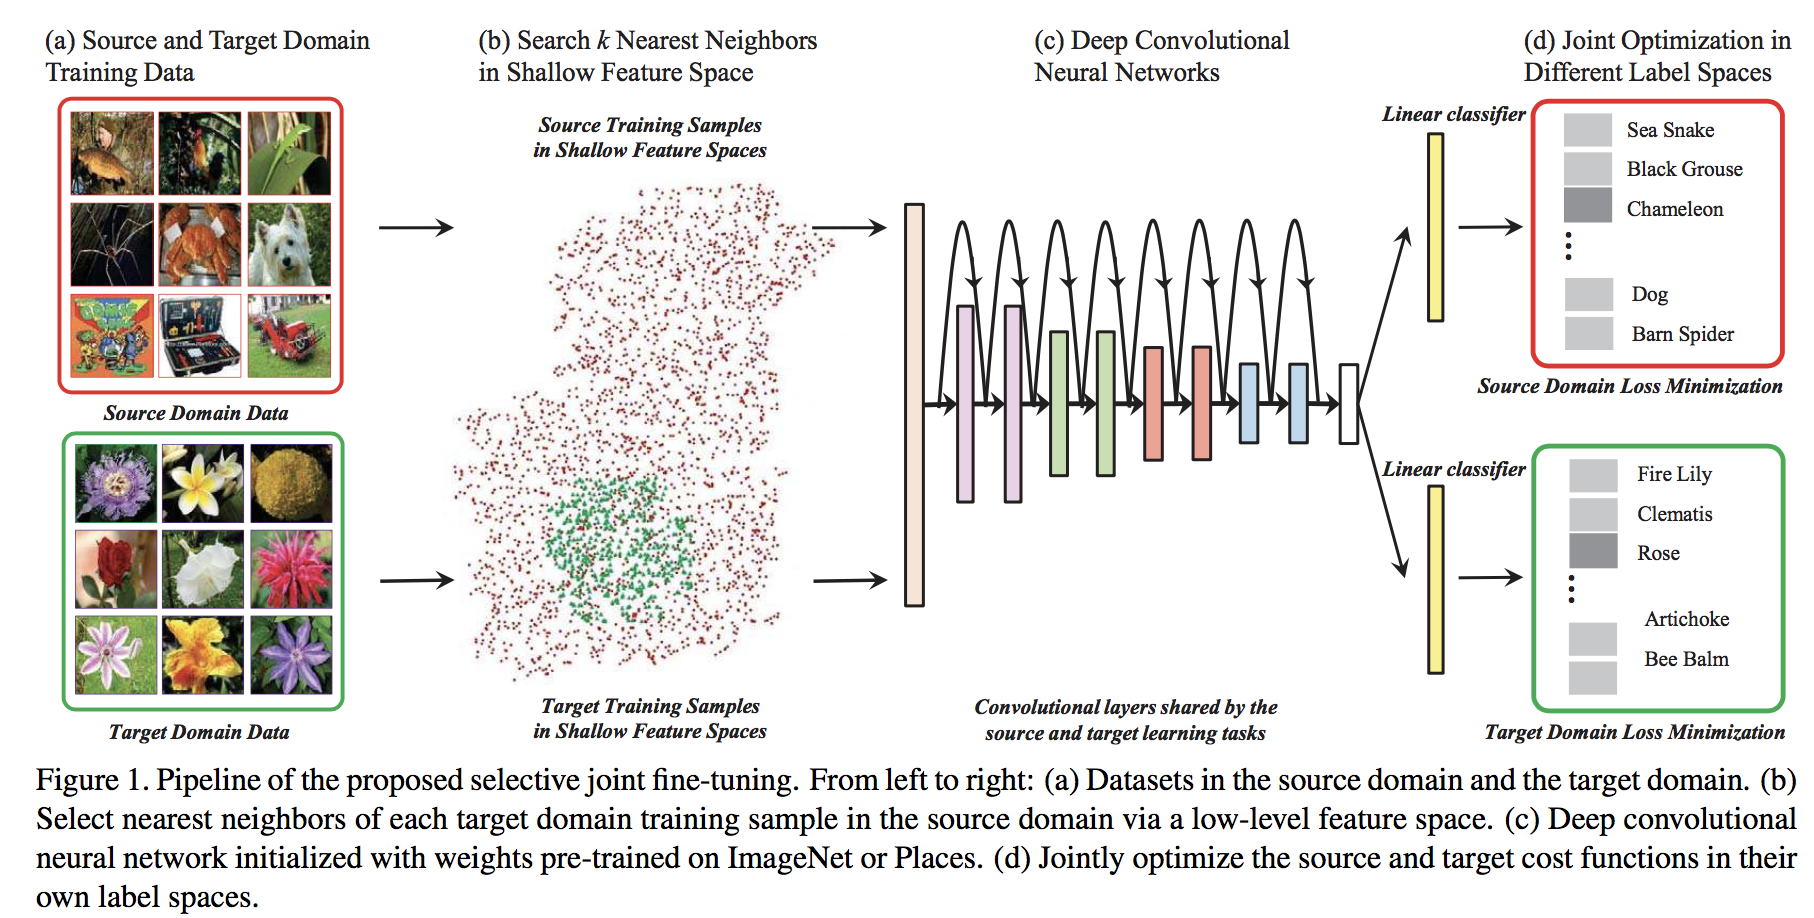 (a) Source and Target Domain
Training Data
(b) Search k Nearest Neighbors
in Shallow Feature Space
(c) Deep Convolutional
Neural Networks
(d) Joint Optimization in
Different Label Spaces
Source Domain Data
Target Domain Data
Source Training Samples
in Shallow Feature Spaces
Target Training Samples
in Shallow Feature Spaces
Convolutional layers shared by the
source and target learning tasks
Linear classifier
Sea Snake
Black Grouse
Chameleon
Dog
Barn Spider
Source Domain Loss Minimization
Linear classifier
Fire Lily
Clematis
Rose
Artichoke
Bee Balm
Target Domain Loss Minimization
Figure 1. Pipeline of the proposed selective joint fine-tuning. From left to right: (a) Datasets in the source domain and the target domain. (b)
Select nearest neighbors of each target domain training sample in the source domain via a low-level feature space. (c) Deep convolutional
neural network initialized with weights pre-trained on ImageNet or Places. (d) Jointly optimize the source and target cost functions in their
own label spaces.